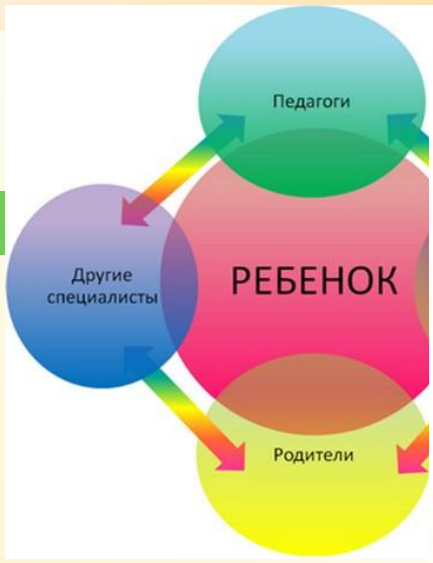 Педагоги
Другие
специалисты
РЕБЕНОК
Родители